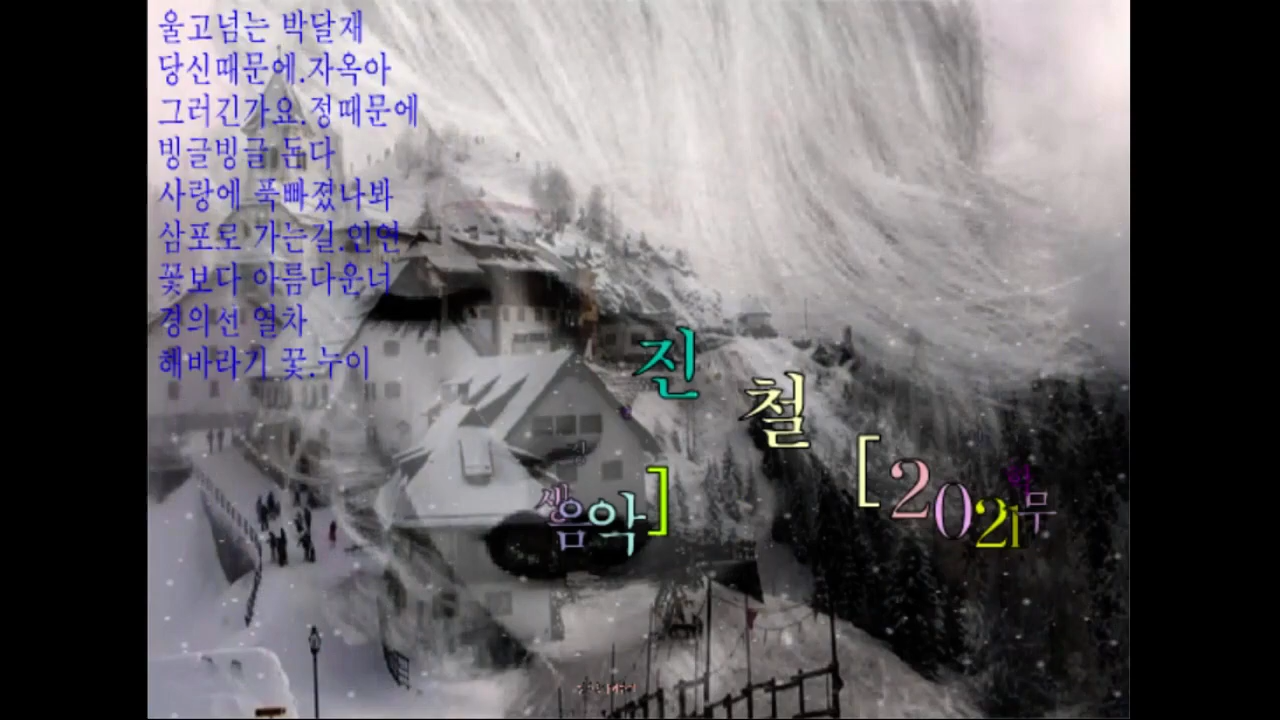 울고넘는 박달재
당신때문에.자옥아
그러긴가요.정때문에
빙글빙글 돈다
사랑에 푹빠졌나봐
삼포로 가는길.인연
꽃보다 아름다운너
경의선 열차
해바라기 꽃.누이
진
철
[2021
무
음악]